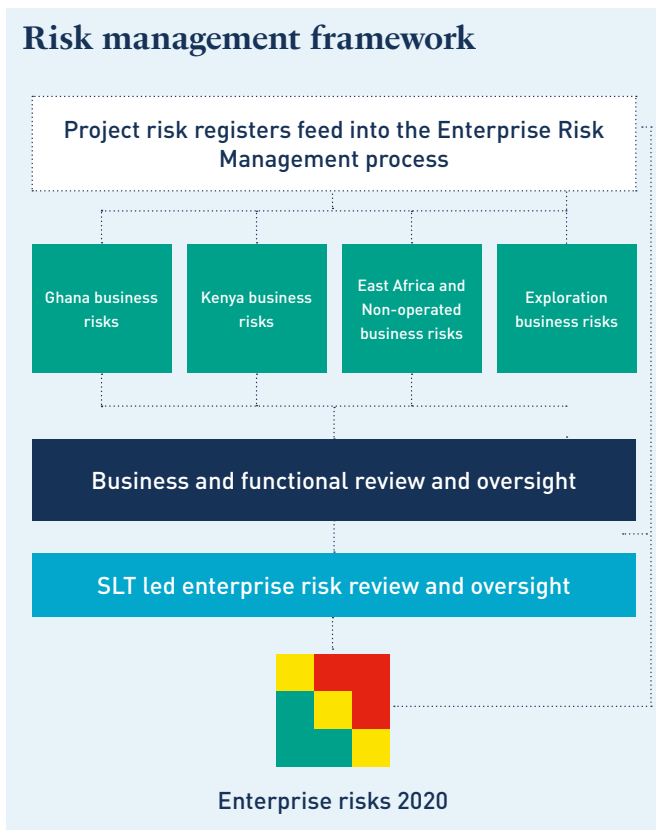 Risk management framework
Project risk registers feed into the Enterprise Risk
Management process
Ghana business
risks
Kenya business
risks
East Africa and
Non-operated
business risks
Exploration
business risks
Business and functional review and oversight
SLT led enterprise risk review and oversight
Enterprise risks 2020